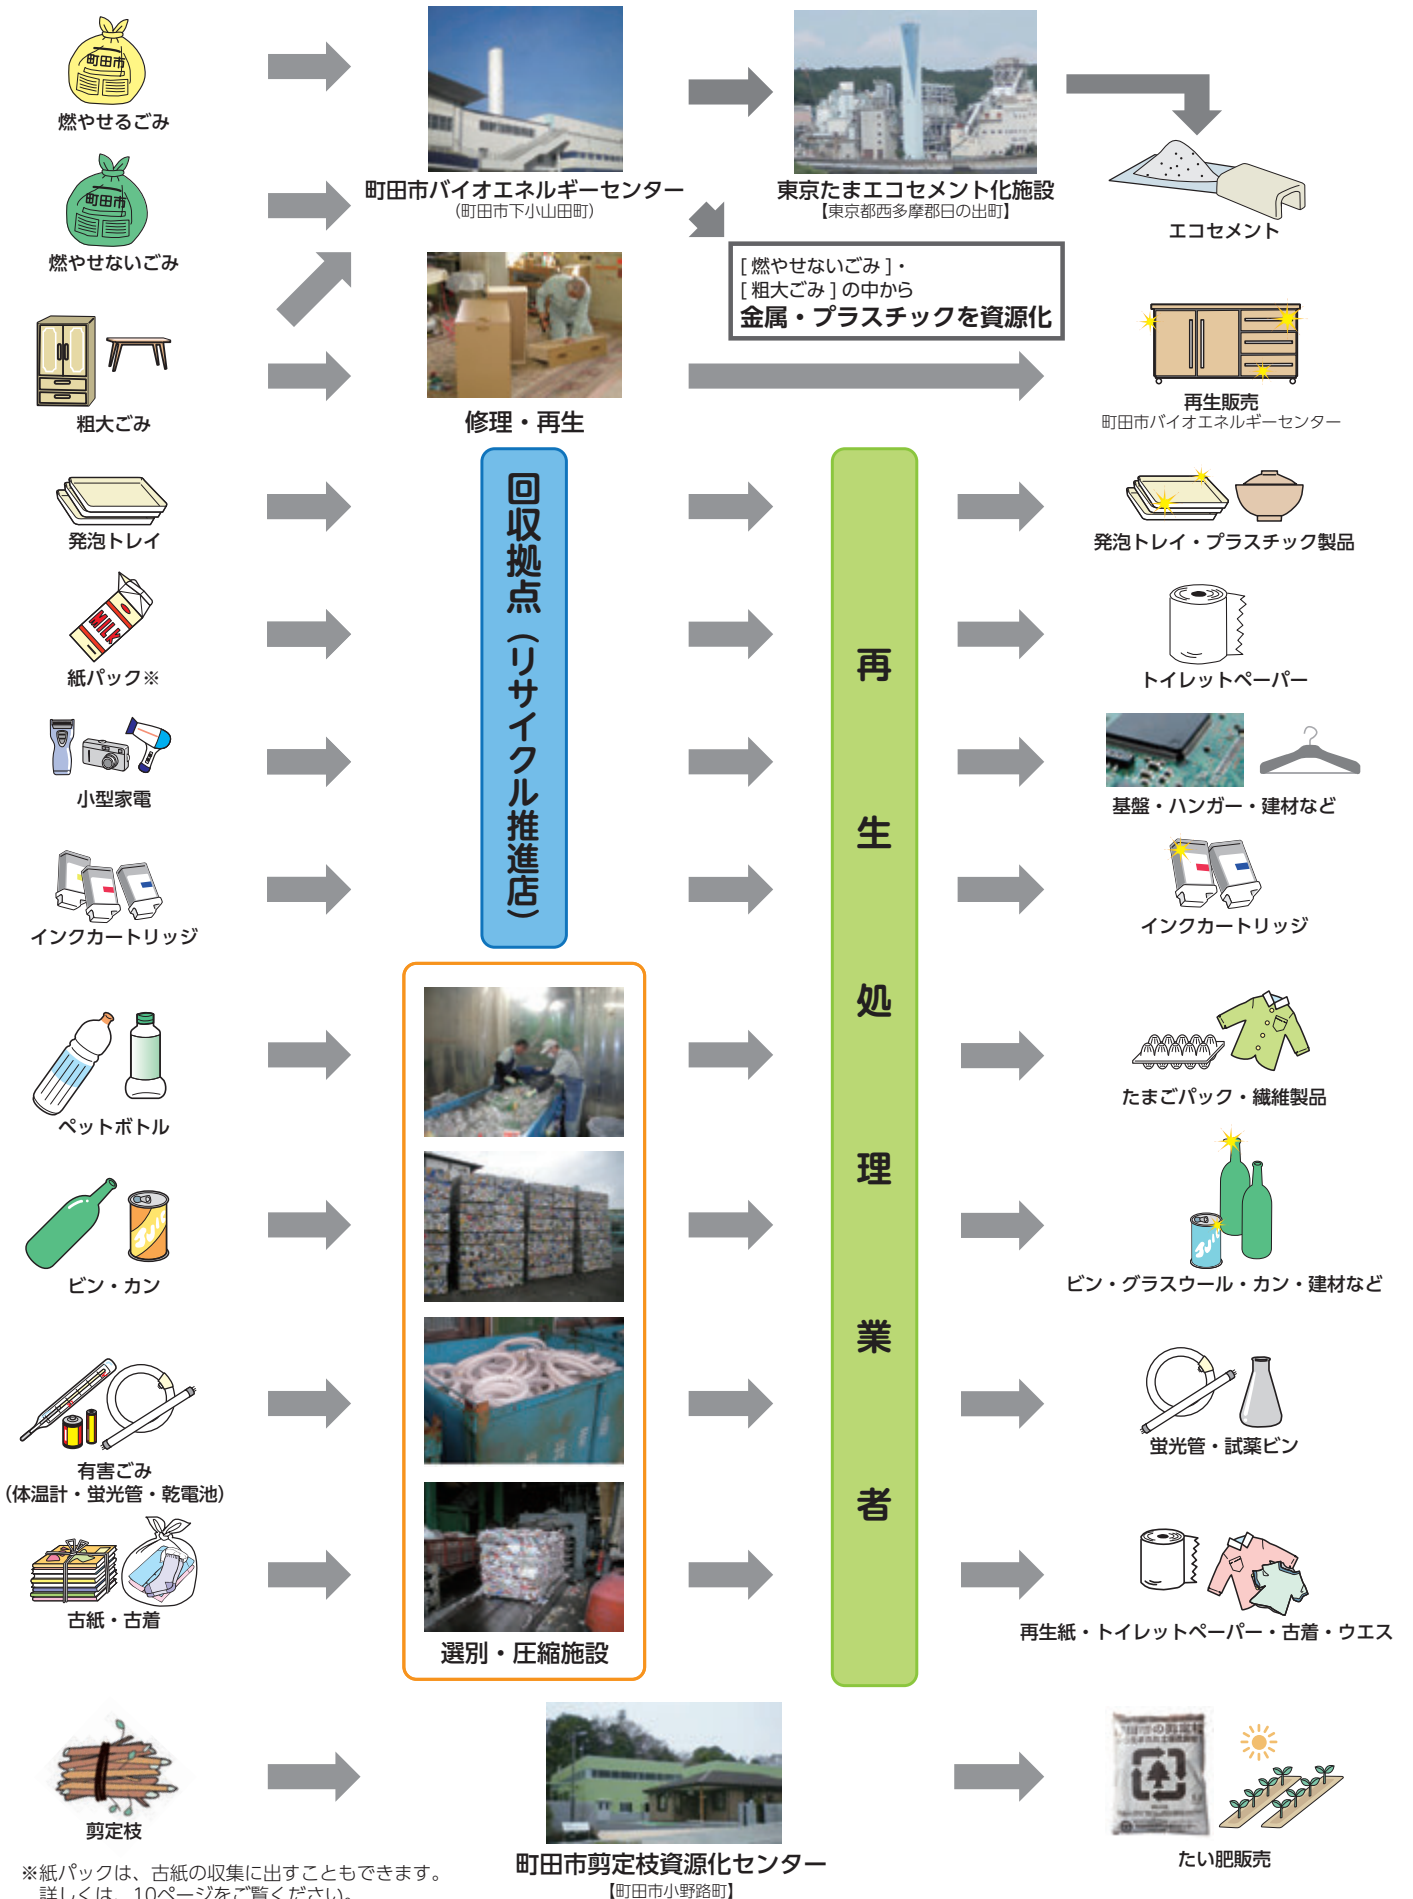 町田市
燃やせるごみ
町田市
燃やせないごみ
粗大ごみ
町田市バイオエネルギーセンター
(町田市下小山田町)
東京たまエコセメント化施設
【東京都西多摩郡日の出町】
エコセメント
[ 燃やせないごみ ]・
[ 粗大ごみ ] の中から
金属・プラスチックを資源化
修理・再生
再生販売
町田市バイオエネルギーセンター
回収拠点(リサイクル推進店)
再生処理業者
発泡トレイ
発泡トレイ・プラスチック製品
MILK
紙パック※
トイレットペーパー
小型家電
基盤・ハンガー・建材など
インクカートリッジ
インクカートリッジ
ペットボトル
たまごパック・繊維製品
ビン・カン
ビン・グラスウール・カン・建材など
有害ごみ
(体温計・蛍光管・乾電池)
蛍光管・試薬ビン
古紙・古着
選別・圧縮施設
再生紙・トイレットペーパー・古着・ウエス
剪定枝
町田市剪定枝資源化センター
【町田市小野路町】
たい肥販売
※紙パックは、古紙の収集に出すこともできます。
詳しくは、10ページをご覧ください。